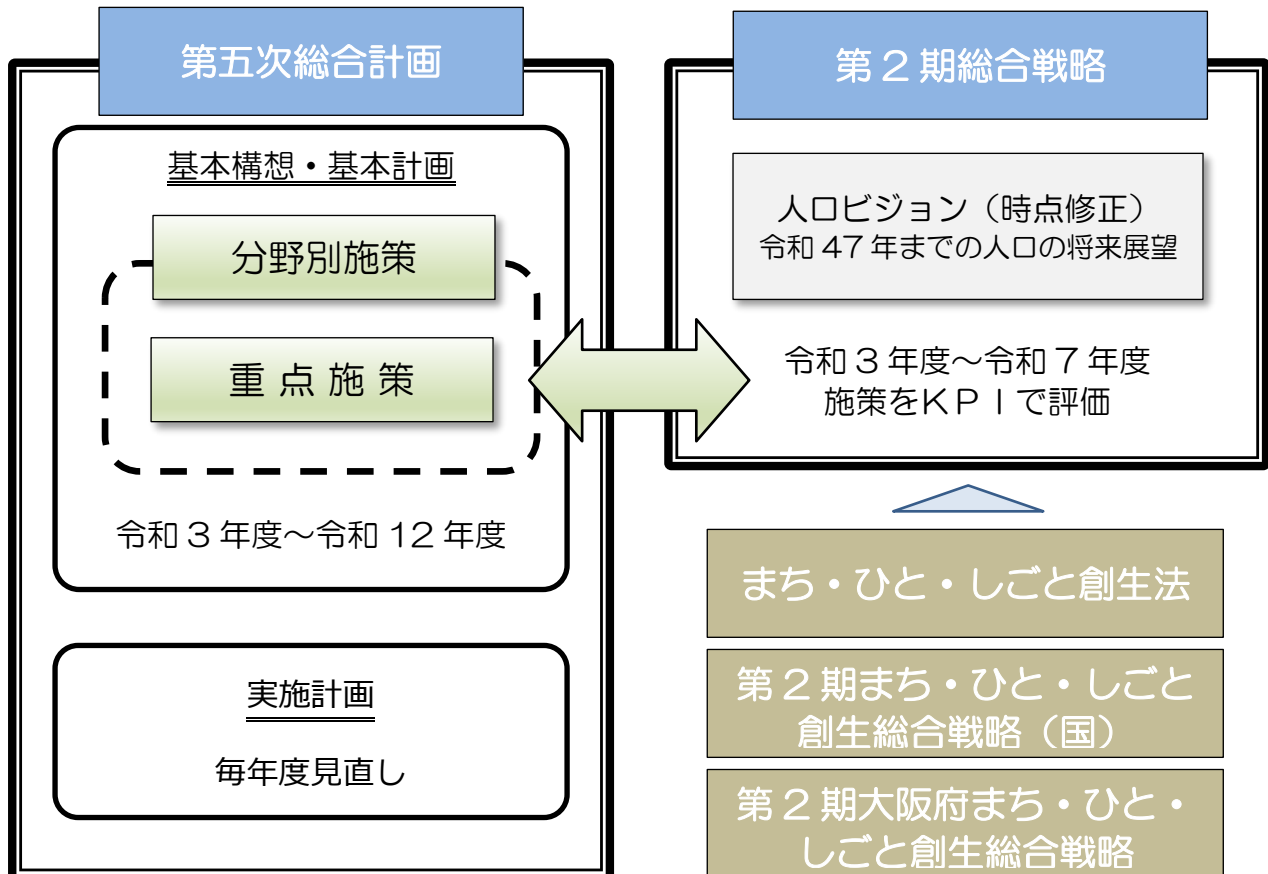 第五次総合計画
基本構想・基本計画
分野別施策
重点施策
令和3年度～令和12年度
実施計画
毎年度見直し
第2期総合戦略
人口ビジョン（時点修正）
令和47年までの人口の将来展望
令和3年度～令和7年度
施策をKPIで評価
まち・ひと・しごと創生法
第2期まち・ひと・しごと
創生総合戦略（国）
第2期大阪府まち・ひと・
しごと創生総合戦略